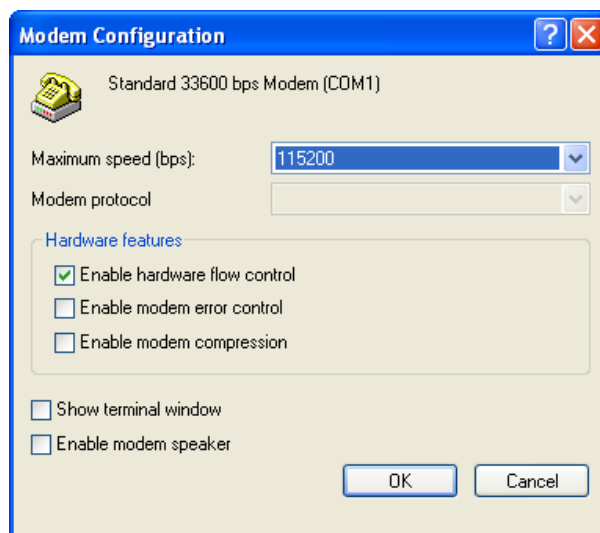 Modem Configuration
Standard 33600 bps Modem (COM1)
Maximum speed (bps): 115200
Modem protocol
Hardware features
Enable hardware flow control
Enable modem error control
Enable modem compression
Show terminal window
Enable modem speaker
OK Cancel